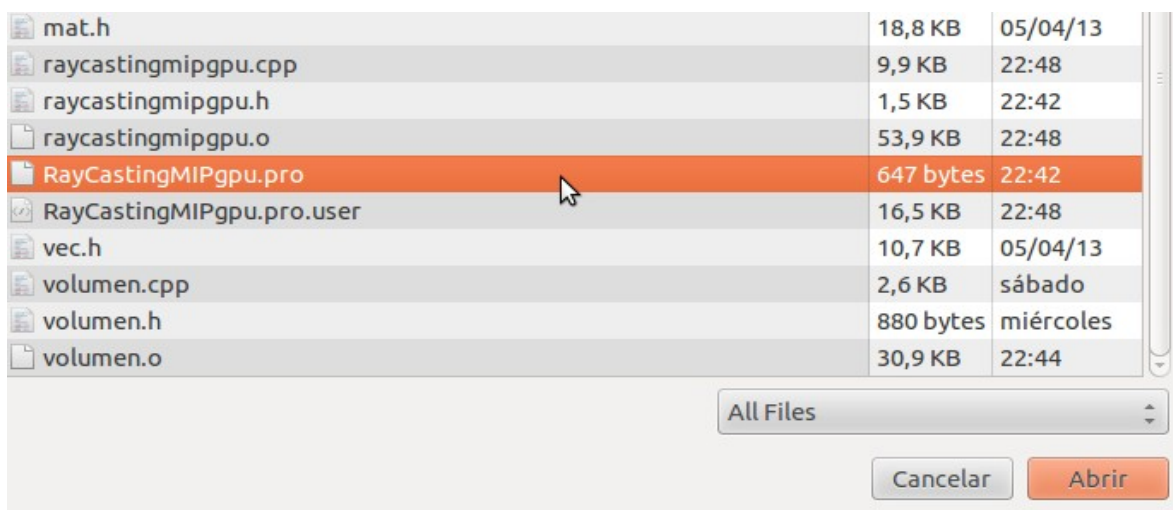 mat.h 18,8 KB 05/04/13
raycastingmipgpu.cpp 9,9 KB 22:48
raycastingmipgpu.h 1,5 KB 22:42
raycastingmipgpu.o 53,9 KB 22:48
RayCastingMIPgpu.pro 647 bytes 22:42
RayCastingMIPgpu.pro.user 16,5 KB 22:48
vec.h 10,7 KB 05/04/13
volumen.cpp 2,6 KB sábado
volumen.h 880 bytes miércoles
volumen.o 30,9 KB 22:44
All Files
Cancelar Abrir